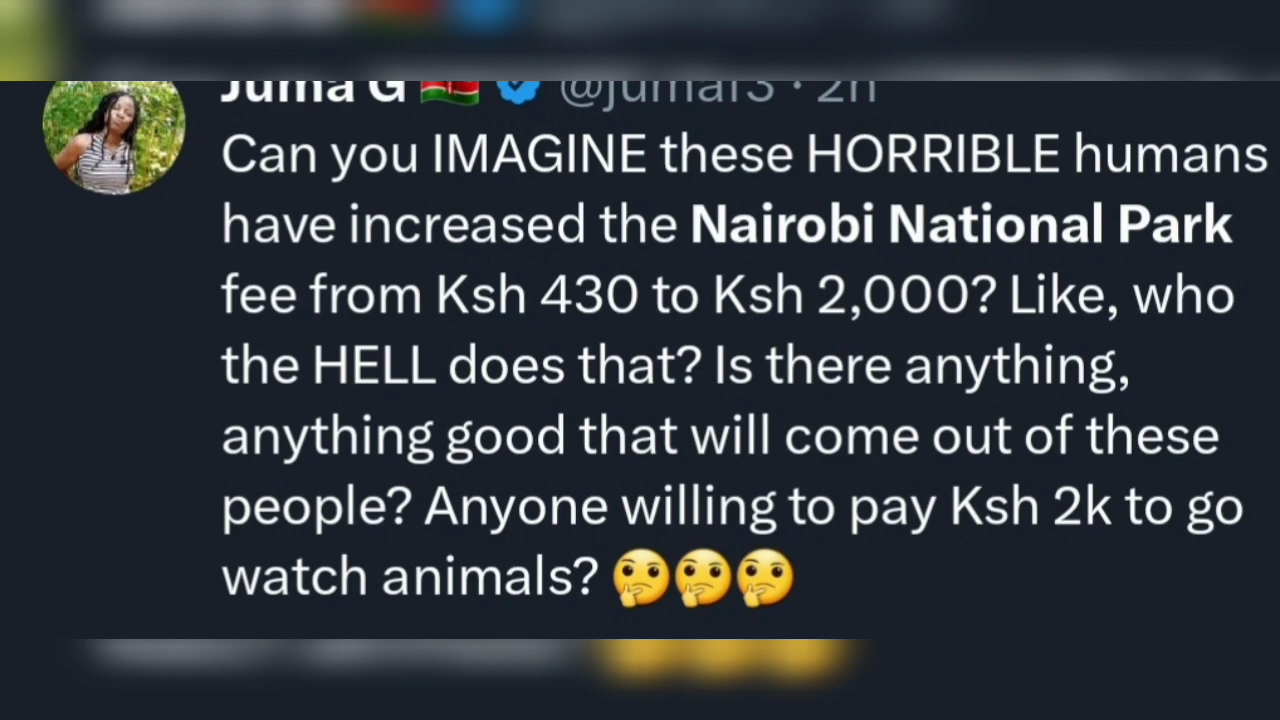 Juma G @jumaf3 · 2h
Can you IMAGINE these HORRIBLE humans
have increased the Nairobi National Park
fee from Ksh 430 to Ksh 2,000? Like, who
the HELL does that? Is there anything,
anything good that will come out of these
people? Anyone willing to pay Ksh 2k to go
watch animals? 🤔🤔🤔